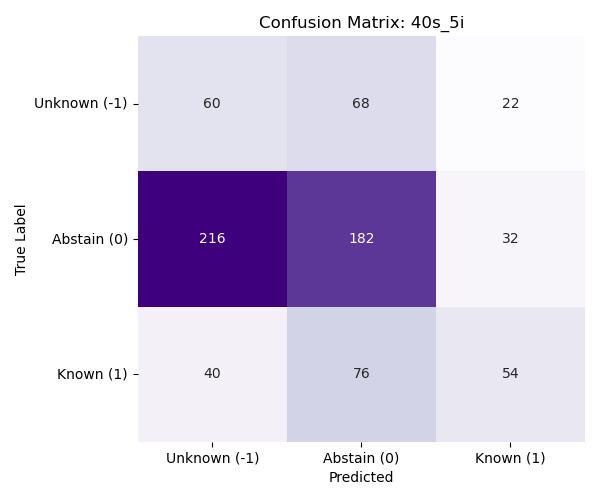 Confusion Matrix: 40s_5i
True Label
Unknown (-1) 60 68 22
Abstain (0) 216 182 32
Known (1) 40 76 54
Unknown (-1) Abstain (0) Known (1)
Predicted